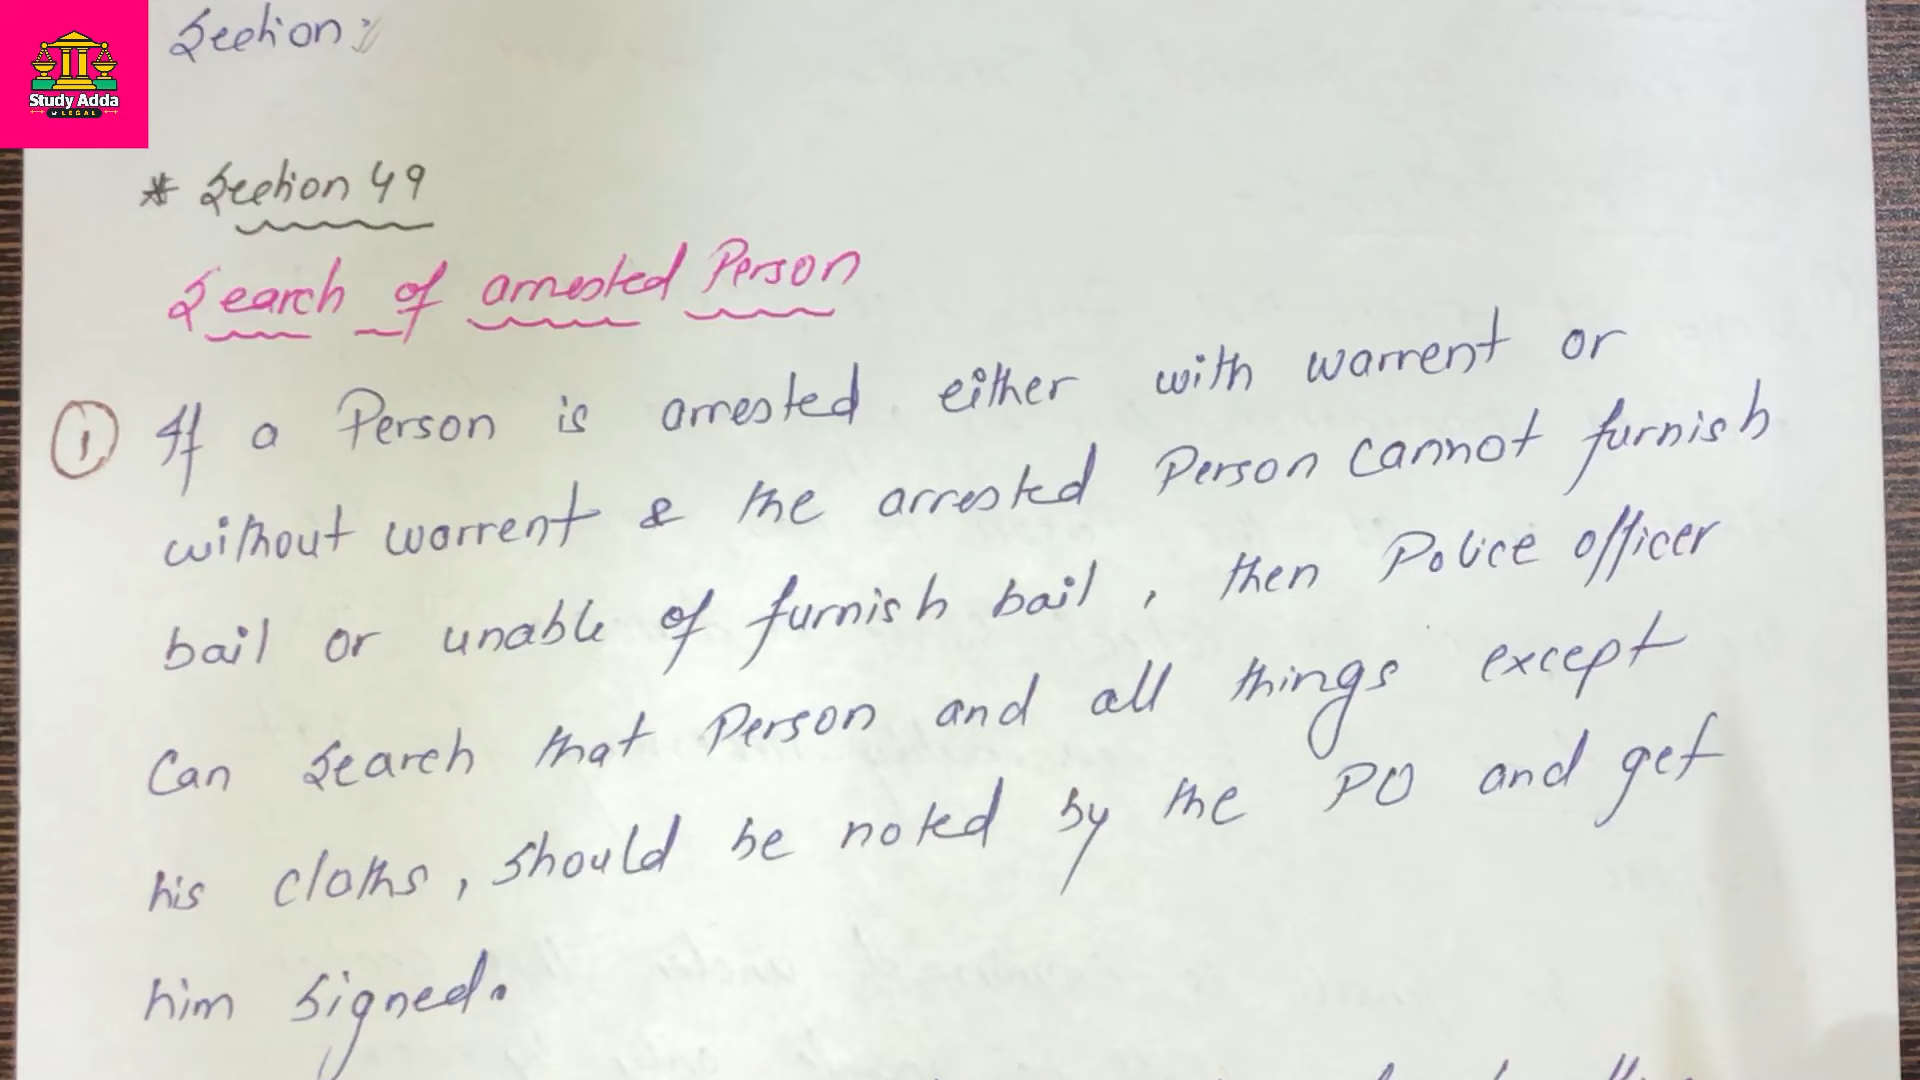 Study Adda
LEGAL
Section:
* Section 49
Search of arrested Person
1 If a Person is arrested either with warrent or
without warrent & the arrested Person cannot furnish
bail or unable of furnish bail, then Police officer
Can search that Person and all things except
his cloths, should be noted by the PO and get
him signed.